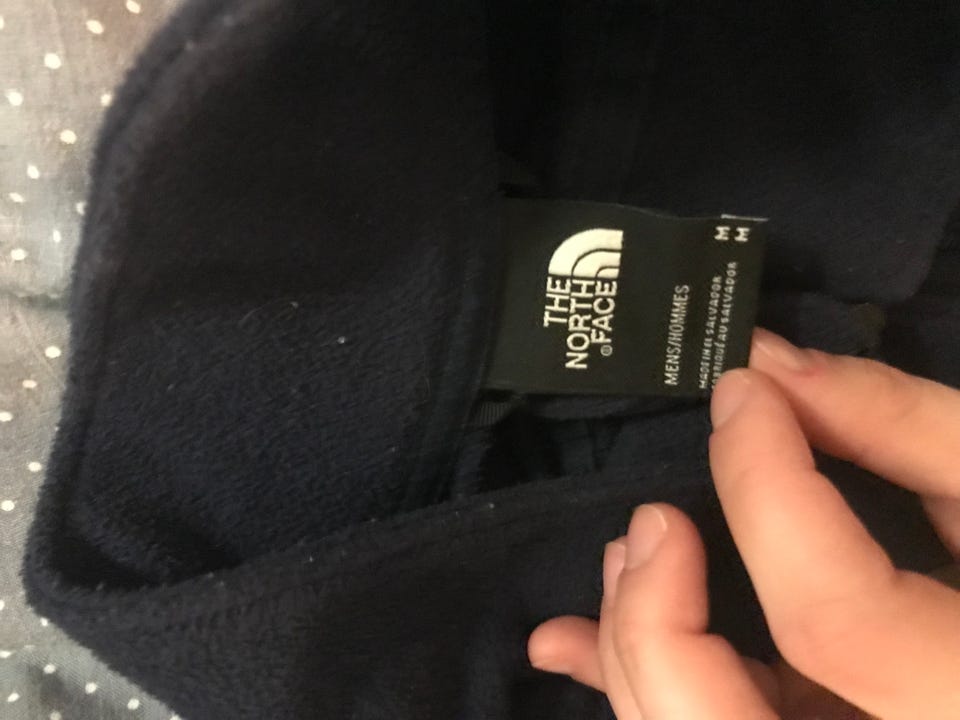 THE
NORTH
FACE
®
MENS/HOMMES
M
M
MADE IN EL SALVADOR
FABRIQUÉ AU SALVADOR